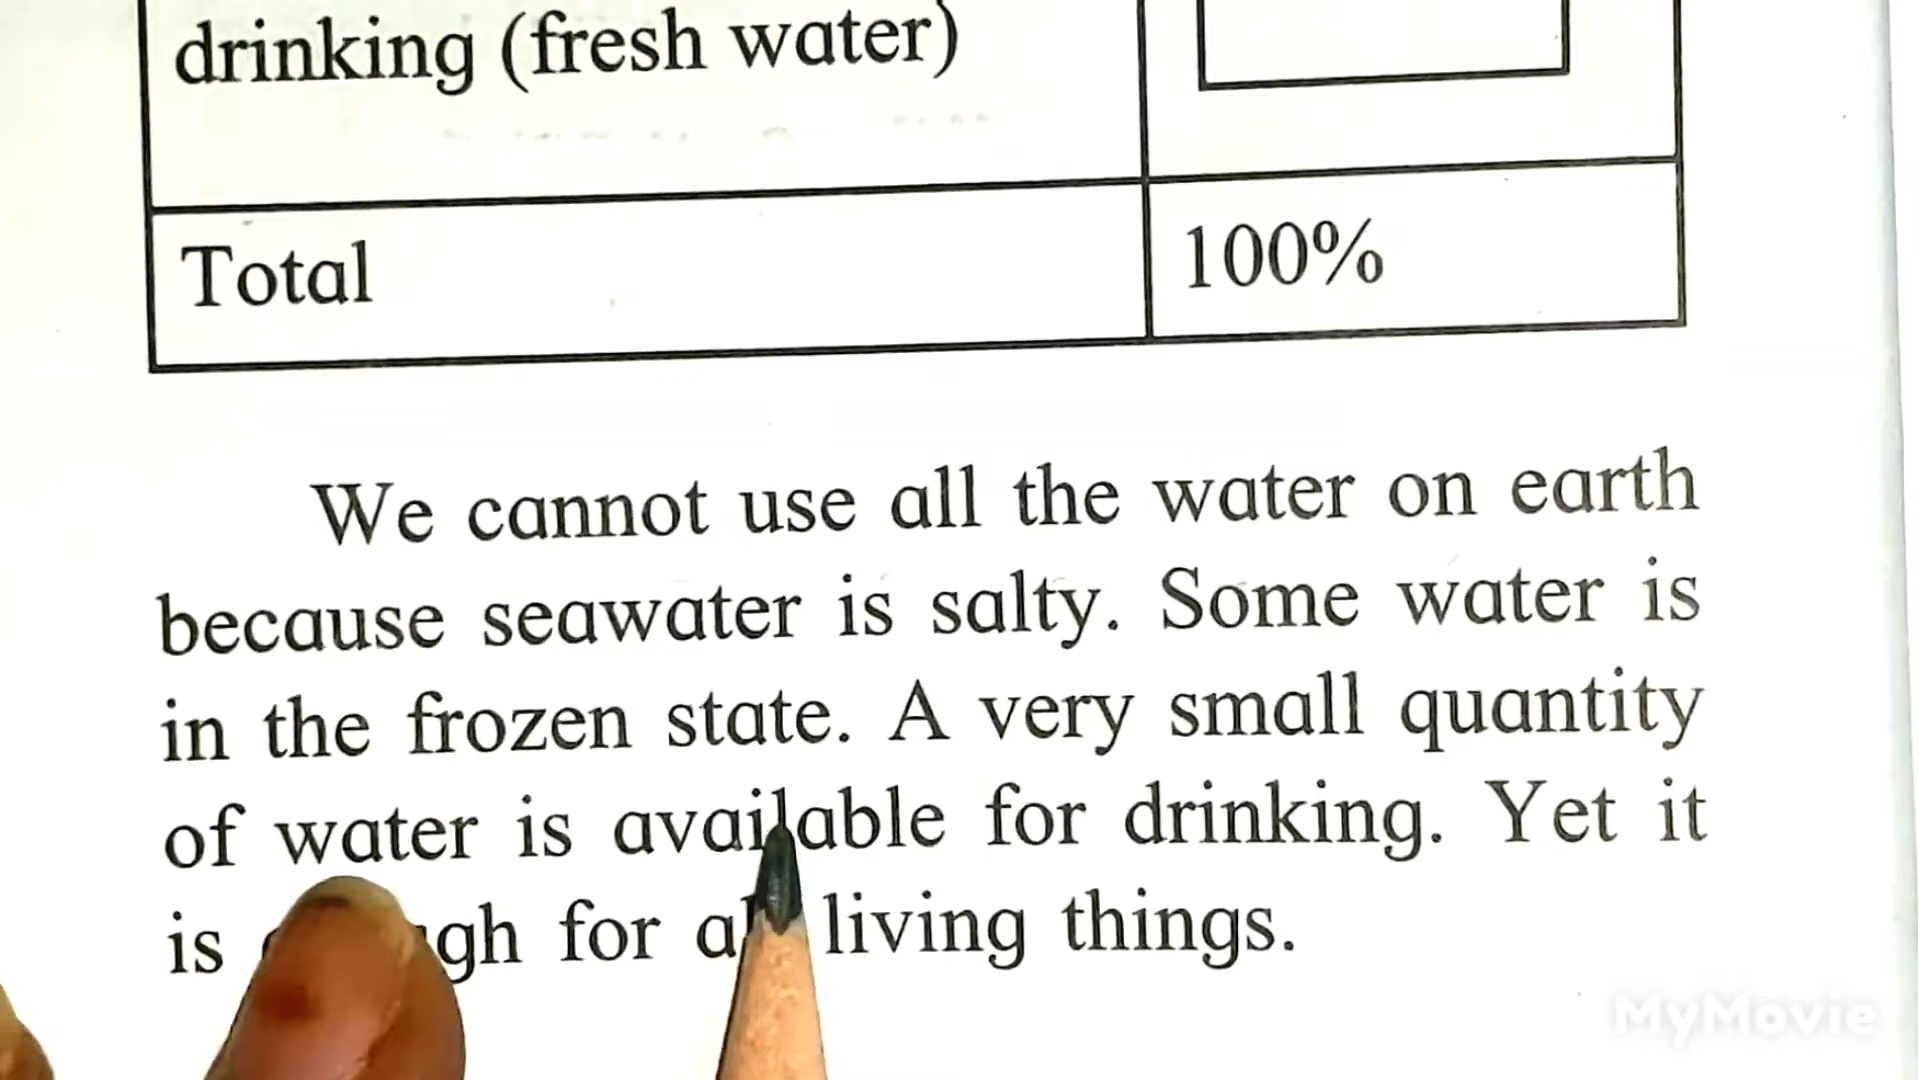 drinking (fresh water)
Total 100%
We cannot use all the water on earth
because seawater is salty. Some water is
in the frozen state. A very small quantity
of water is available for drinking. Yet it
is for living things.
MyMovie